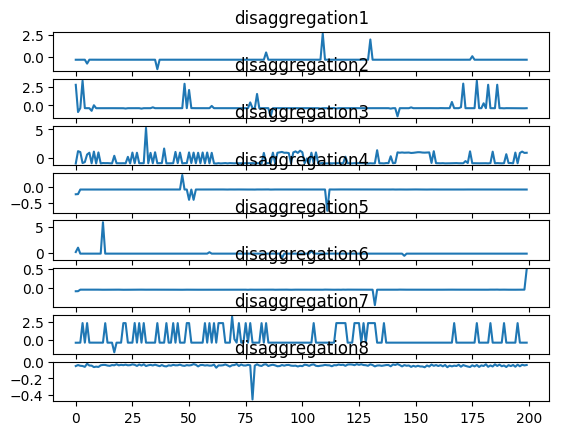 disaggregation1
2.5
0.0
disaggregation2
2.5
0.0
disaggregation3
5
0
disaggregation4
0.0
−0.5
disaggregation5
5
0
disaggregation6
0.5
0.0
disaggregation7
2.5
0.0
disaggregation8
0.0
−0.2
−0.4
0 25 50 75 100 125 150 175 200